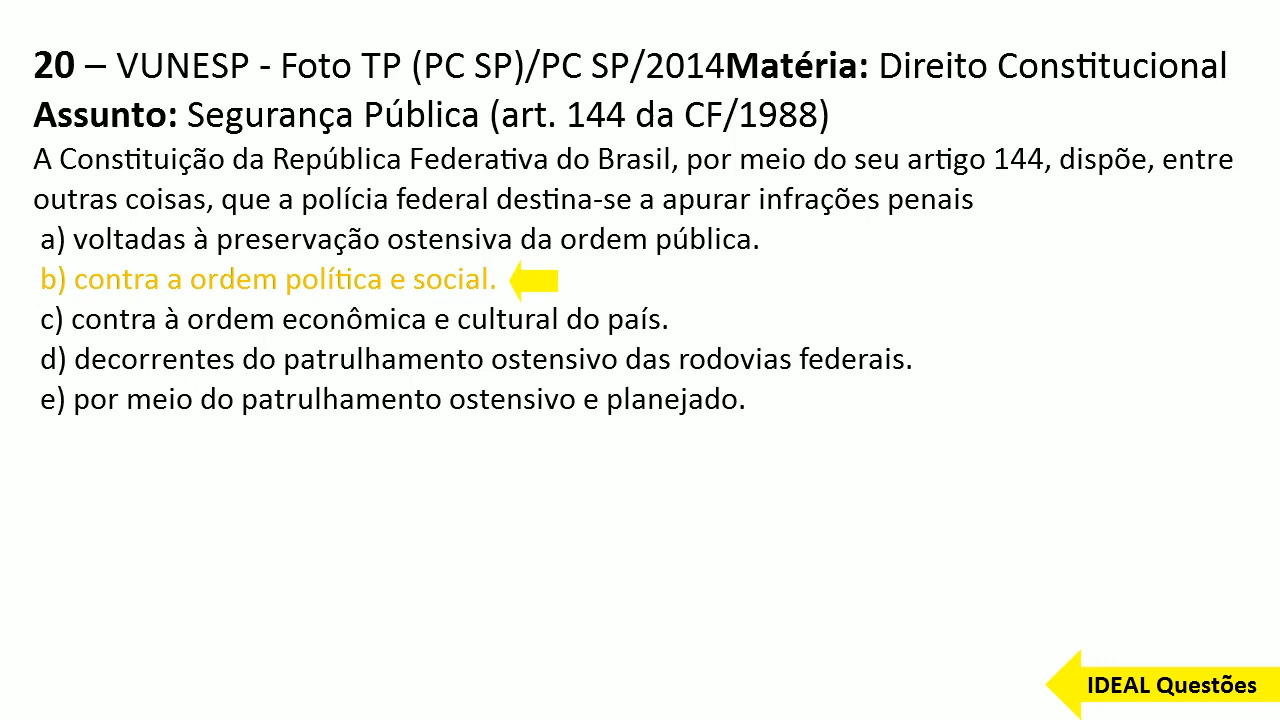 20 – VUNESP - Foto TP (PC SP)/PC SP/2014Matéria: Direito Constitucional
Assunto: Segurança Pública (art. 144 da CF/1988)
A Constituição da República Federativa do Brasil, por meio do seu artigo 144, dispõe, entre
outras coisas, que a polícia federal destina-se a apurar infrações penais
a) voltadas à preservação ostensiva da ordem pública.
b) contra a ordem política e social.
c) contra à ordem econômica e cultural do país.
d) decorrentes do patrulhamento ostensivo das rodovias federais.
e) por meio do patrulhamento ostensivo e planejado.
IDEAL Questões